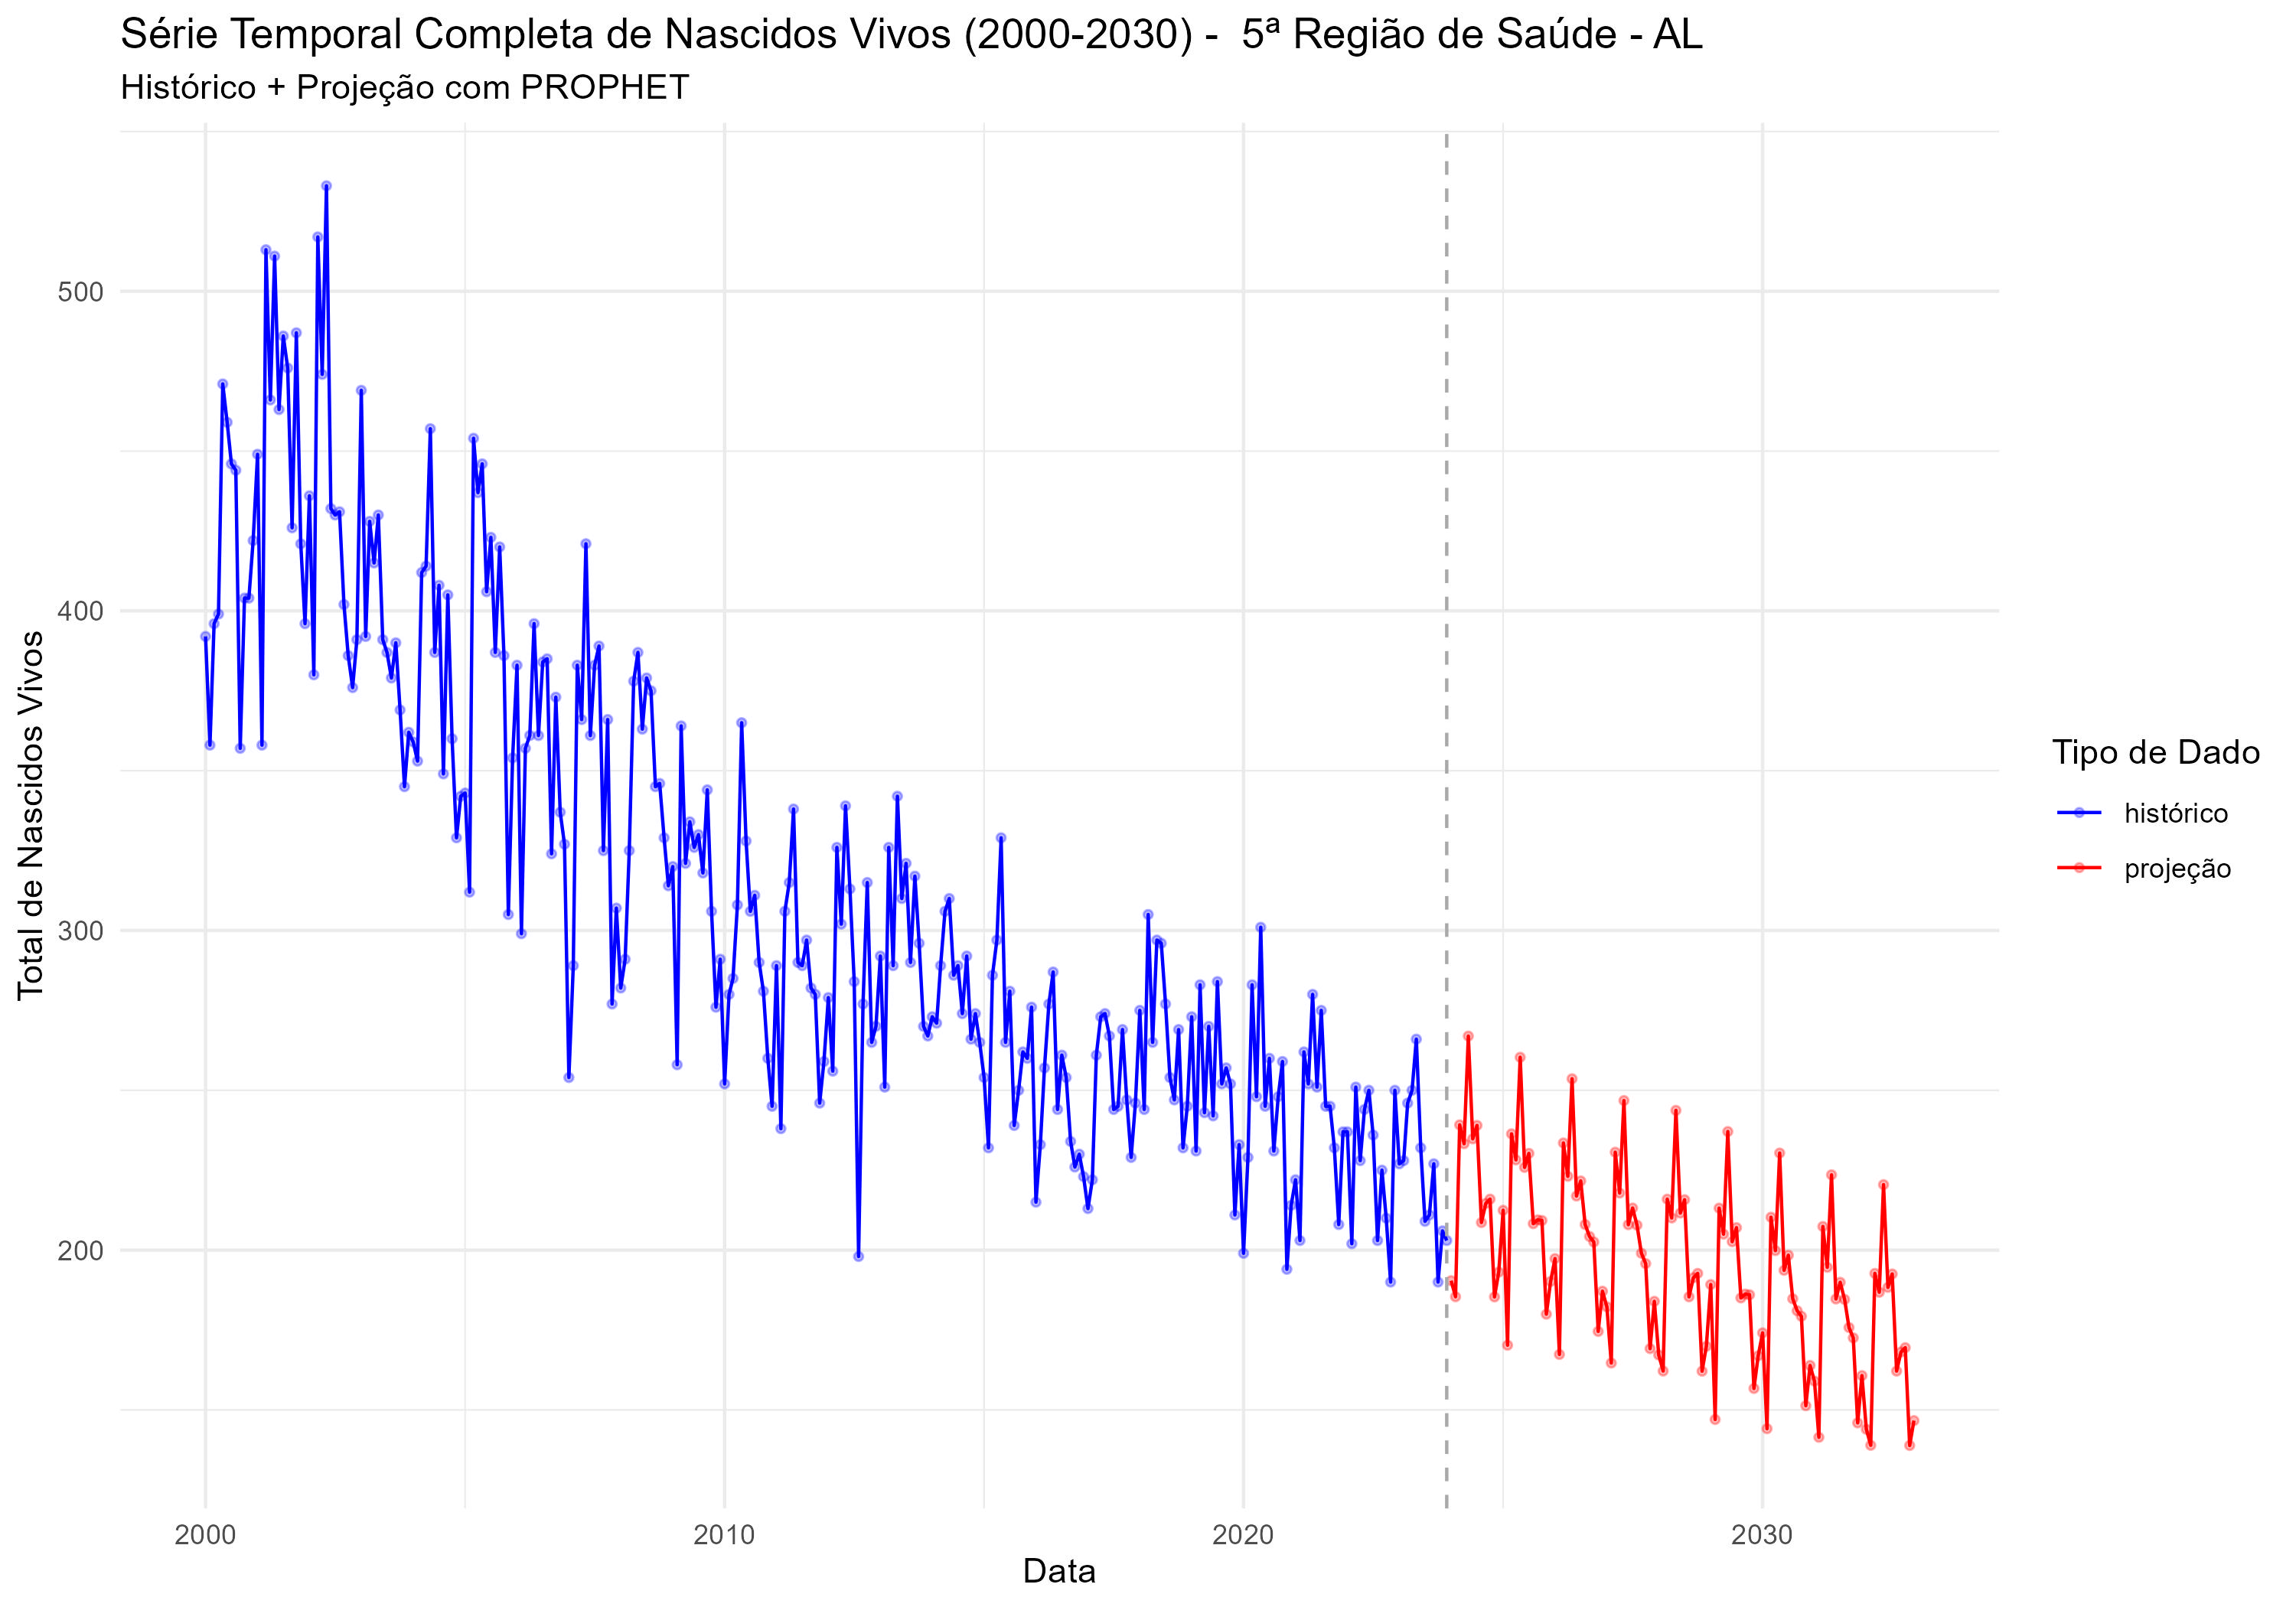 Série Temporal Completa de Nascidos Vivos (2000-2030) -  5ª Região de Saúde - AL
Histórico + Projeção com PROPHET
Total de Nascidos Vivos
500
400
300
200
2000
2010
2020
2030
Data
Tipo de Dado
histórico
projeção